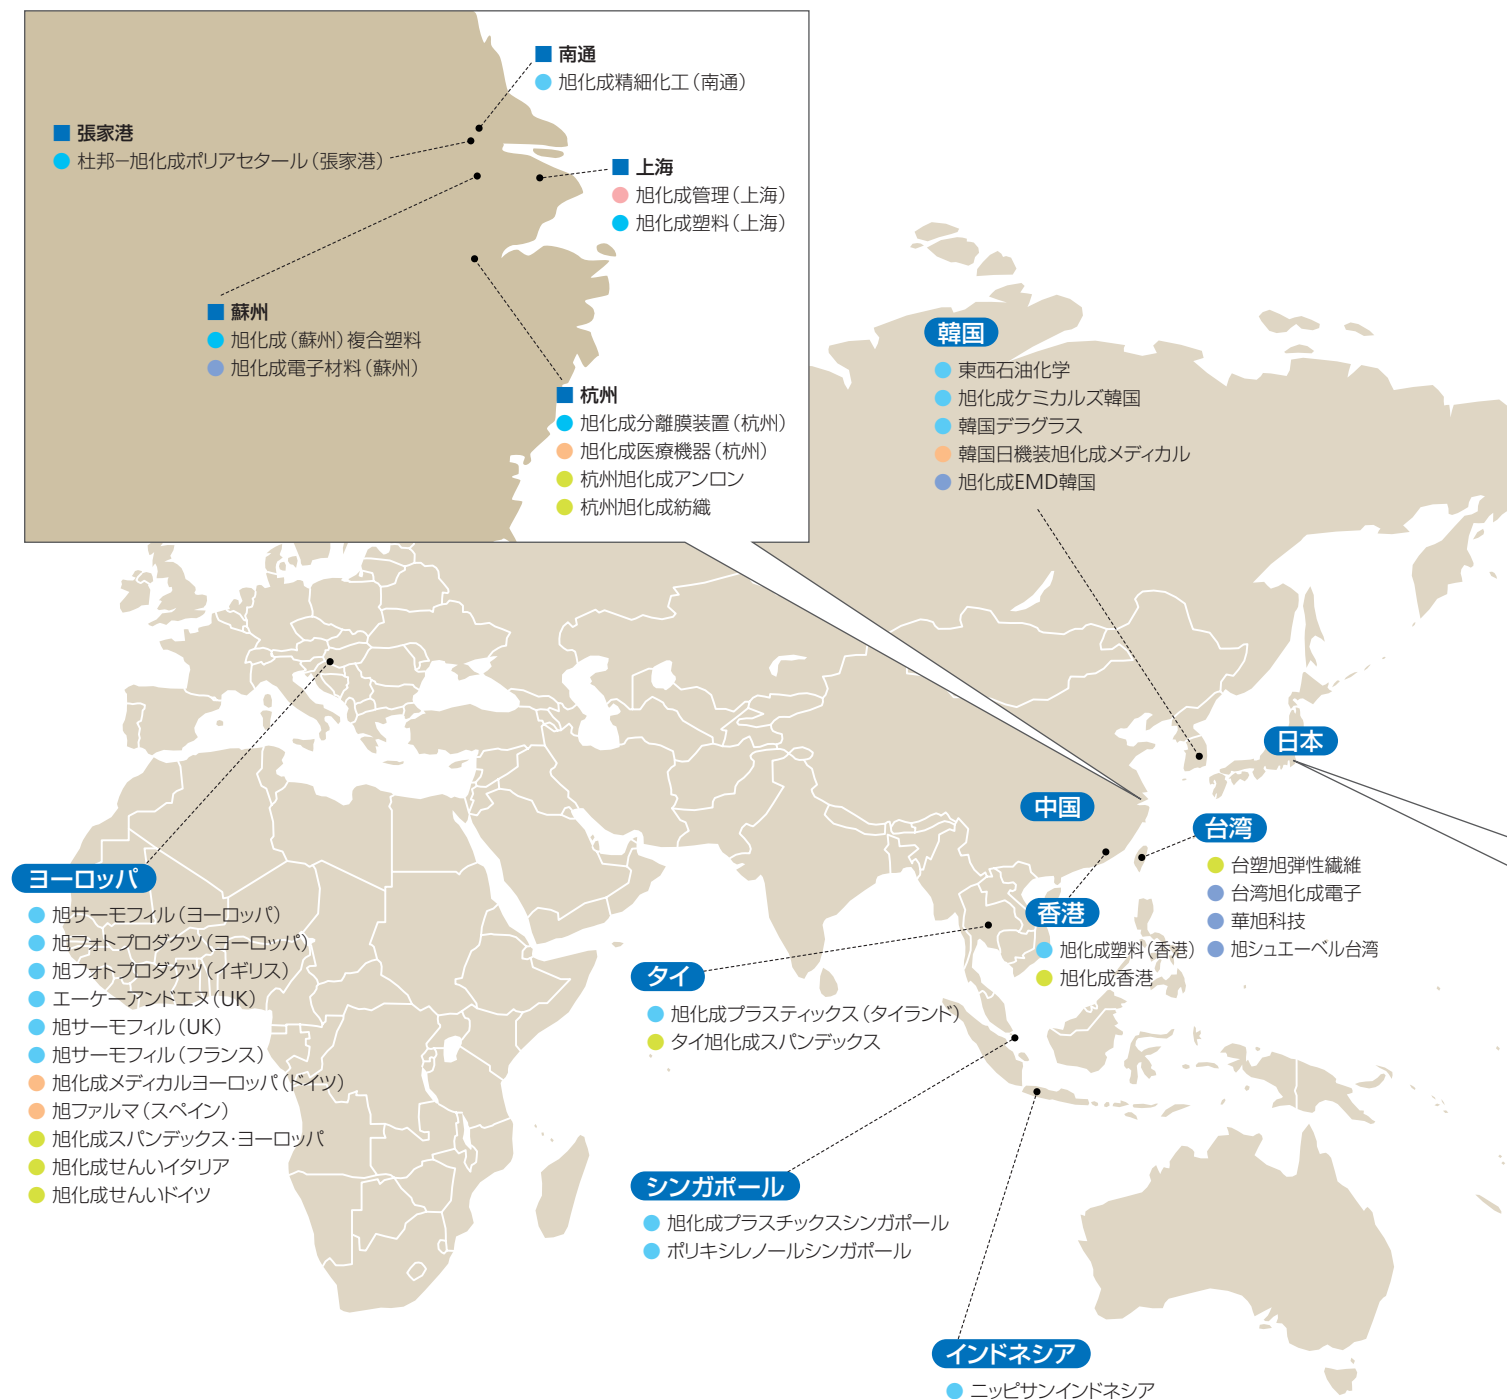 南通
旭化成精細化工（南通）
張家港
杜邦−旭化成ポリアセタール（張家港）
上海
旭化成管理（上海）
旭化成塑料（上海）
蘇州
旭化成（蘇州）複合塑料
旭化成電子材料（蘇州）
杭州
旭化成分離膜装置（杭州）
旭化成医療機器（杭州）
杭州旭化成アンロン
杭州旭化成紡織
韓国
東西石油化学
旭化成ケミカルズ韓国
韓国デラグラス
韓国日機装旭化成メディカル
旭化成EMD韓国
日本
中国
台湾
台塑旭弾性繊維
台湾旭化成電子
華旭科技
旭シュエーベル台湾
香港
旭化成塑料（香港）
旭化成香港
ヨーロッパ
旭サーモフィル（ヨーロッパ）
旭フォトプロダクツ（ヨーロッパ）
旭フォトプロダクツ（イギリス）
エーケーアンドエヌ（UK）
旭サーモフィル（UK）
旭サーモフィル（フランス）
旭化成メディカルヨーロッパ（ドイツ）
旭ファルマ（スペイン）
旭化成スパンデックス・ヨーロッパ
旭化成せんいイタリア
旭化成せんいドイツ
タイ
旭化成プラスティックス（タイランド）
タイ旭化成スパンデックス
シンガポール
旭化成プラスチックスシンガポール
ポリキシレノールシンガポール
インドネシア
ニッピサンインドネシア